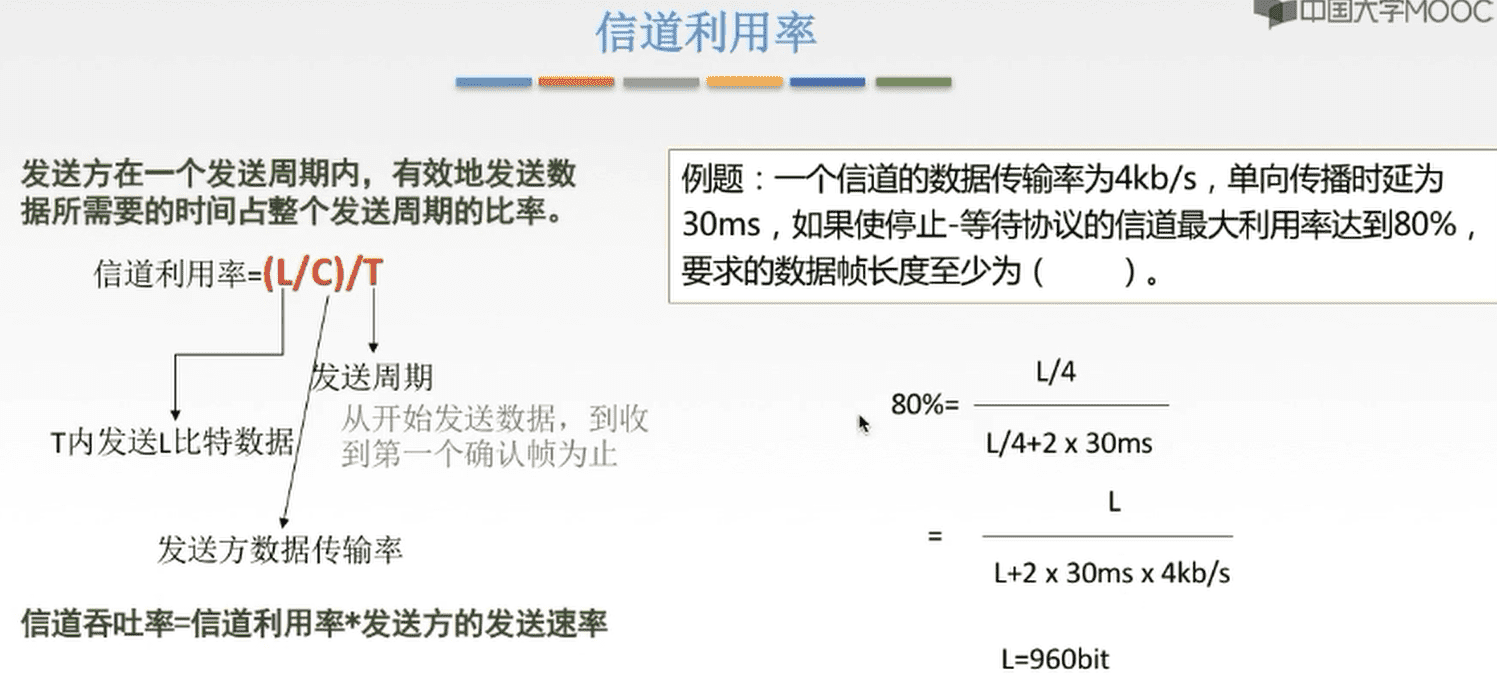 信道利用率
中国大学MOOC
发送方在一个发送周期内，有效地发送数
据所需要的时间占整个发送周期的比率。
信道利用率=(L/C)/T
发送周期
从开始发送数据，到收
到第一个确认帧为止
T内发送L比特数据
发送方数据传输率
信道吞吐率=信道利用率*发送方的发送速率
例题：一个信道的数据传输率为4kb/s，单向传播时延为
30ms，如果使停止-等待协议的信道最大利用率达到80%，
要求的数据帧长度至少为（ ）。
L/4
80%=
L/4+2 x 30ms
L
=
L+2 x 30ms x 4kb/s
L=960bit